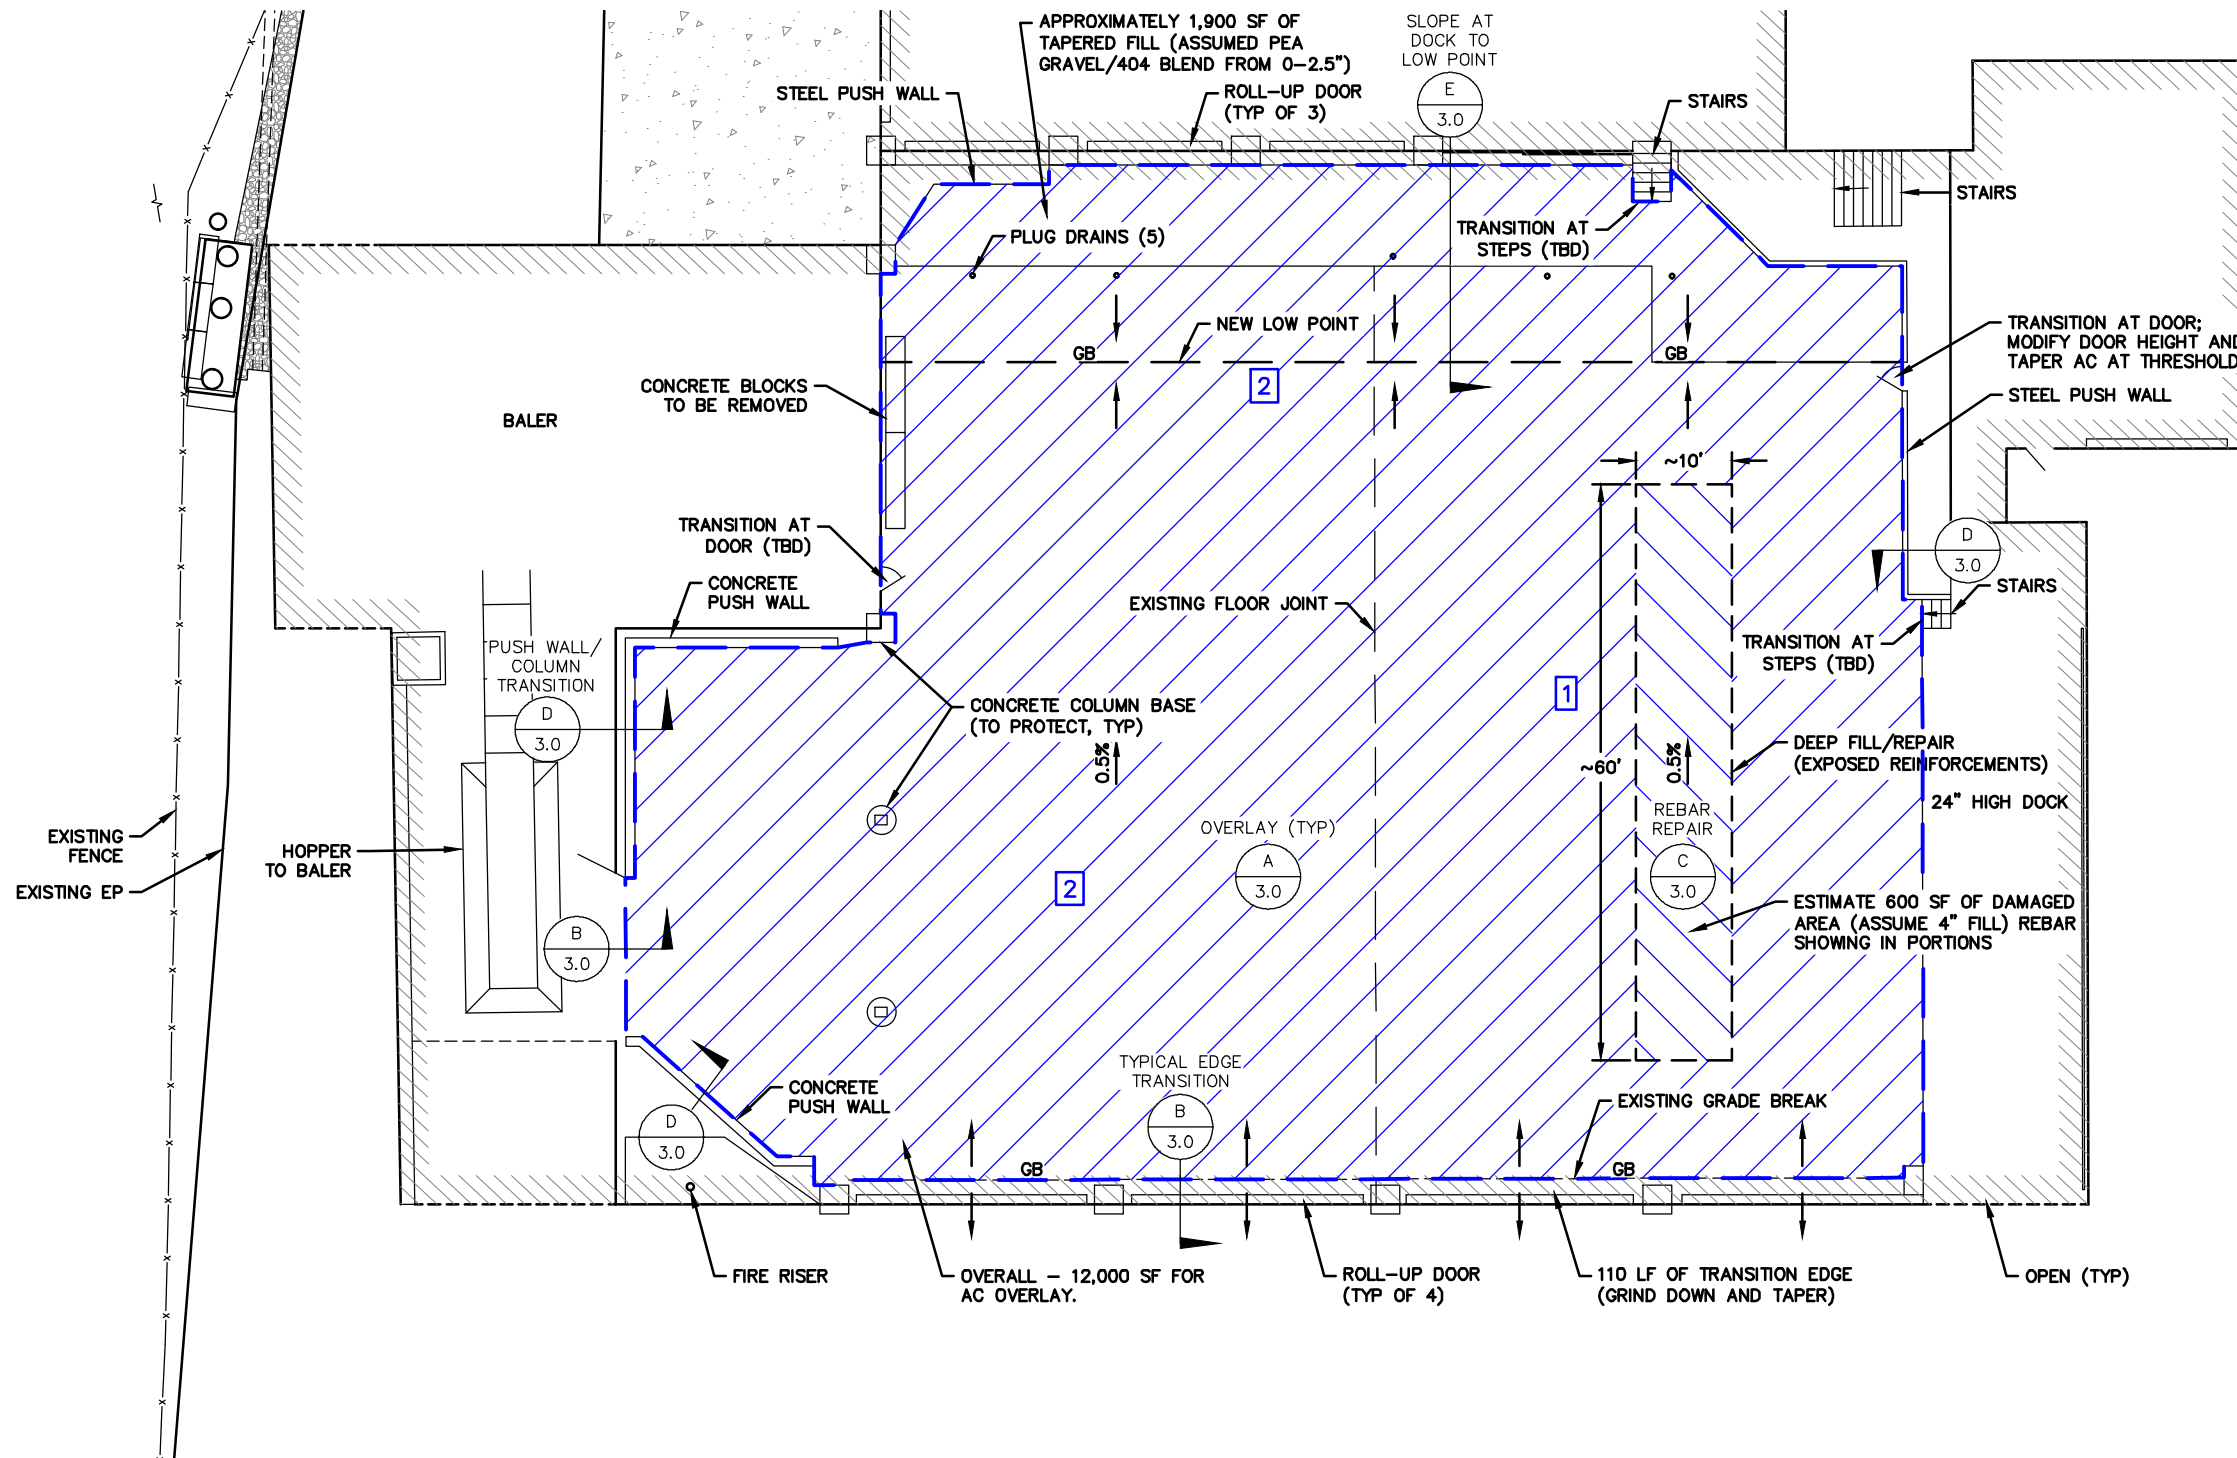 APPROXIMATELY 1,900 SF OF
TAPERED FILL (ASSUMED PEA
GRAVEL/404 BLEND FROM 0-2.5")
SLOPE AT
DOCK TO
LOW POINT
E
3.0
STEEL PUSH WALL
ROLL-UP DOOR
(TYP OF 3)
STAIRS
STAIRS
PLUG DRAINS (5)
TRANSITION AT
STEPS (TBD)
NEW LOW POINT
GB
GB
TRANSITION AT DOOR;
MODIFY DOOR HEIGHT AND
TAPER AC AT THRESHOLD
STEEL PUSH WALL
CONCRETE BLOCKS
TO BE REMOVED
2
BALER
~10'
TRANSITION AT
DOOR (TBD)
D
3.0
CONCRETE
PUSH WALL
EXISTING FLOOR JOINT
STAIRS
PUSH WALL/
COLUMN
TRANSITION
D
3.0
TRANSITION AT
STEPS (TBD)
1
CONCRETE COLUMN BASE
(TO PROTECT, TYP)
0.5%
~60'
0.5%
DEEP FILL/REPAIR
(EXPOSED REINFORCEMENTS)
24" HIGH DOCK
EXISTING
FENCE
HOPPER
TO BALER
EXISTING EP
OVERLAY (TYP)
A
3.0
REBAR
REPAIR
C
3.0
2
ESTIMATE 600 SF OF DAMAGED
AREA (ASSUME 4" FILL) REBAR
SHOWING IN PORTIONS
B
3.0
TYPICAL EDGE
TRANSITION
B
3.0
CONCRETE
PUSH WALL
EXISTING GRADE BREAK
D
3.0
GB
GB
FIRE RISER
OVERALL - 12,000 SF FOR
AC OVERLAY.
ROLL-UP DOOR
(TYP OF 4)
110 LF OF TRANSITION EDGE
(GRIND DOWN AND TAPER)
OPEN (TYP)